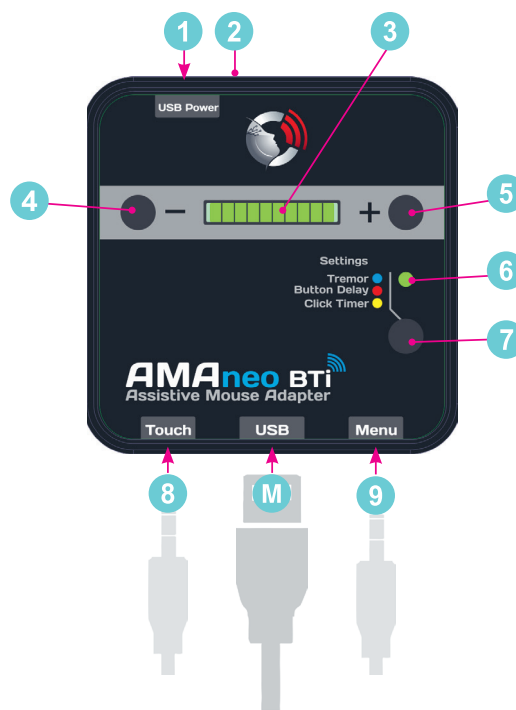 1
2
3
USB Power
4
−
+
5
Settings
Tremor
Button Delay
Click Timer
6
7
AMAneo BTi
Assistive Mouse Adapter
Touch
USB
Menu
8
M
9